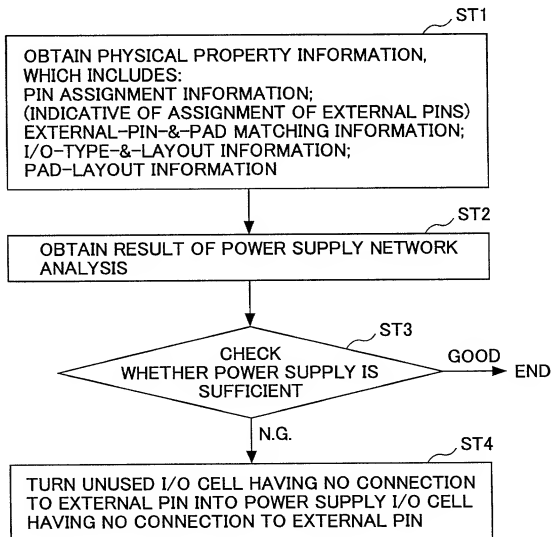 ST1
OBTAIN PHYSICAL PROPERTY INFORMATION,
WHICH INCLUDES:
PIN ASSIGNMENT INFORMATION;
(INDICATIVE OF ASSIGNMENT OF EXTERNAL PINS)
EXTERNAL-PIN-&-PAD MATCHING INFORMATION;
I/O-TYPE-&-LAYOUT INFORMATION;
PAD-LAYOUT INFORMATION
ST2
OBTAIN RESULT OF POWER SUPPLY NETWORK
ANALYSIS
ST3
CHECK
WHETHER POWER SUPPLY IS
SUFFICIENT
GOOD
END
N.G.
ST4
TURN UNUSED I/O CELL HAVING NO CONNECTION
TO EXTERNAL PIN INTO POWER SUPPLY I/O CELL
HAVING NO CONNECTION TO EXTERNAL PIN